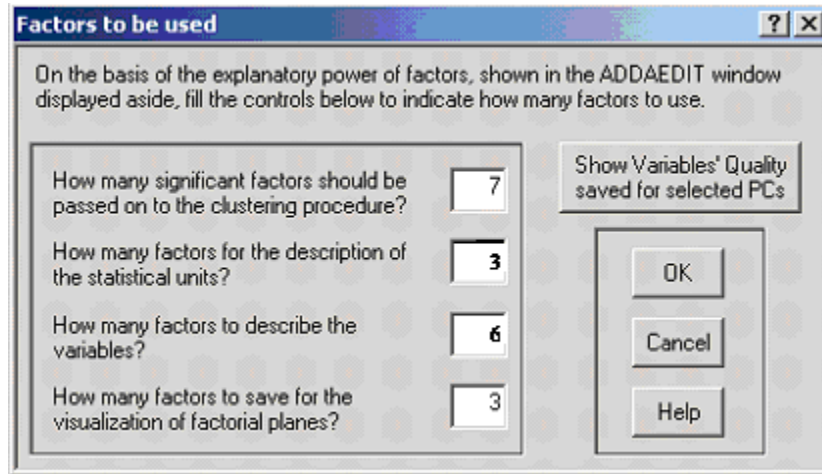 Factors to be used
On the basis of the explanatory power of factors, shown in the ADDAEDIT window
displayed aside, fill the controls below to indicate how many factors to use.
How many significant factors should be
passed on to the clustering procedure?
7
How many factors for the description of
the statistical units?
3
How many factors to describe the
variables?
6
How many factors to save for the
visualization of factorial planes?
3
Show Variables' Quality
saved for selected PCs
OK
Cancel
Help